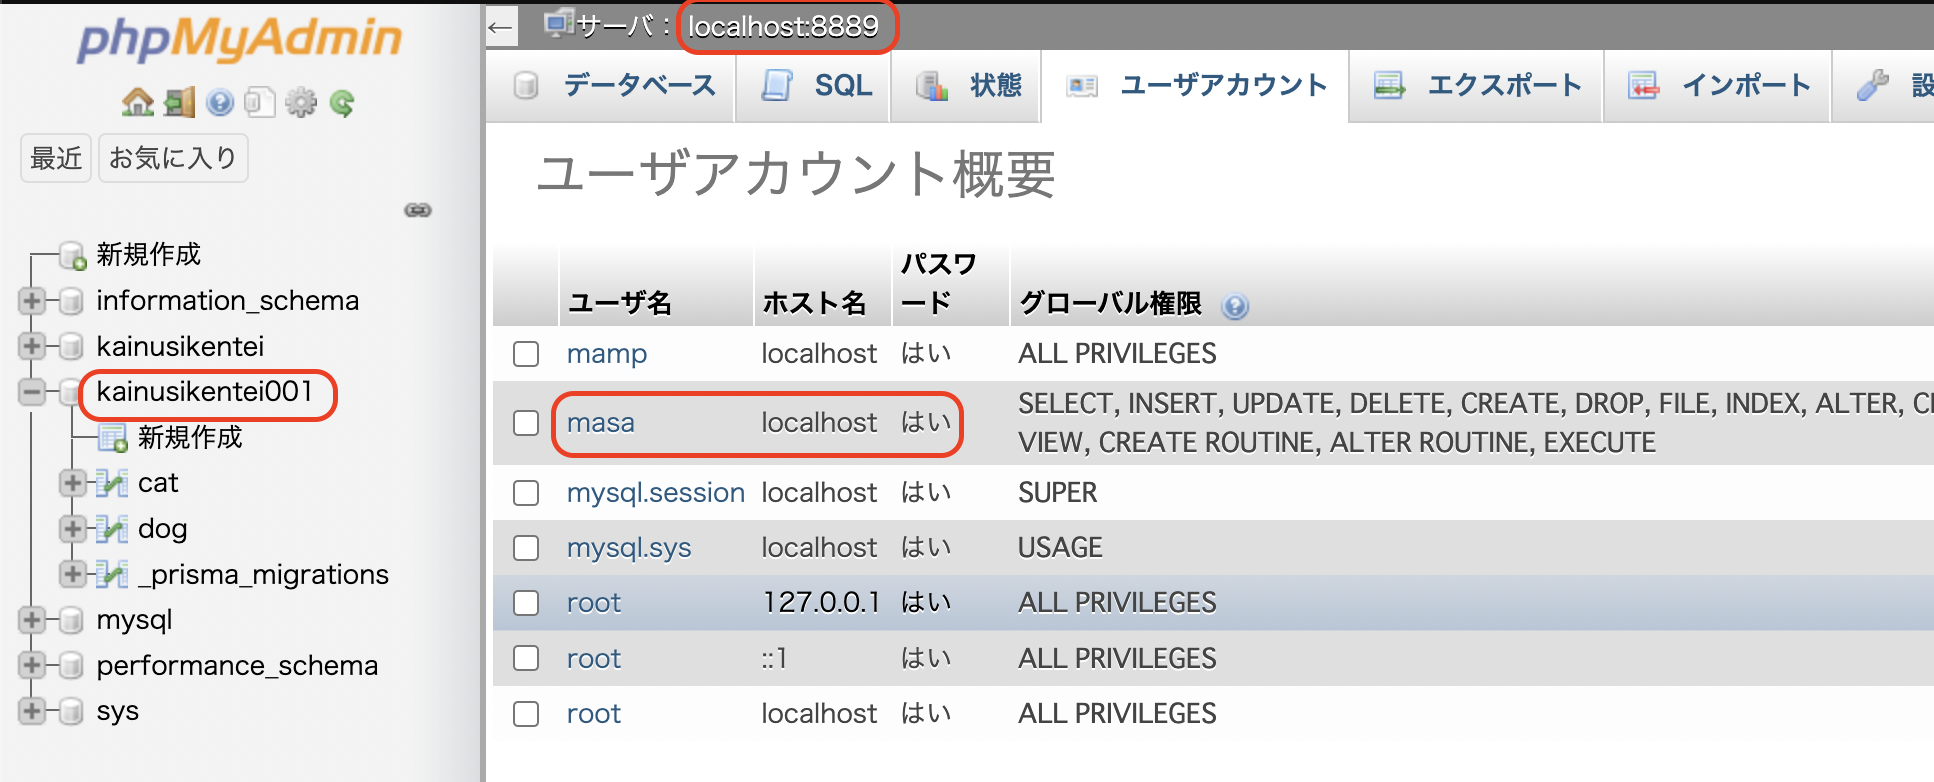 phpMyAdmin
最近 お気に入り
新規作成
information_schema
kainusikentei
kainusikentei001
新規作成
cat
dog
_prisma_migrations
mysql
performance_schema
sys
サーバ : localhost:8889
データベース SQL 状態 ユーザアカウント エクスポート インポート
ユーザアカウント概要
ユーザ名 ホスト名 パスワード グローバル権限
mamp localhost はい ALL PRIVILEGES
masa localhost はい SELECT, INSERT, UPDATE, DELETE, CREATE, DROP, FILE, INDEX, ALTER,
VIEW, CREATE ROUTINE, ALTER ROUTINE, EXECUTE
mysql.session localhost はい SUPER
mysql.sys localhost はい USAGE
root 127.0.0.1 はい ALL PRIVILEGES
root ::1 はい ALL PRIVILEGES
root localhost はい ALL PRIVILEGES